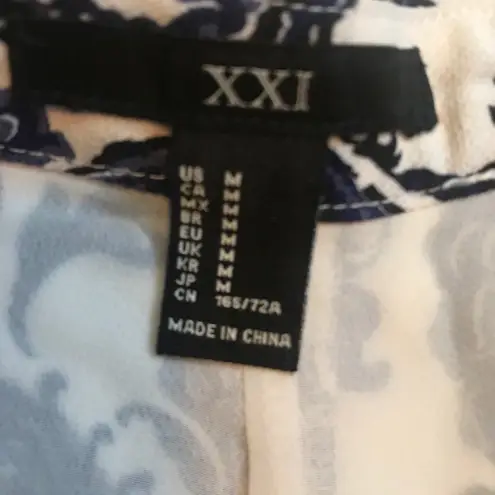 XXI
US M
CA M
MX M
BR M
EU M
UK M
KR M
JP M
CN 165/72A
MADE IN CHINA